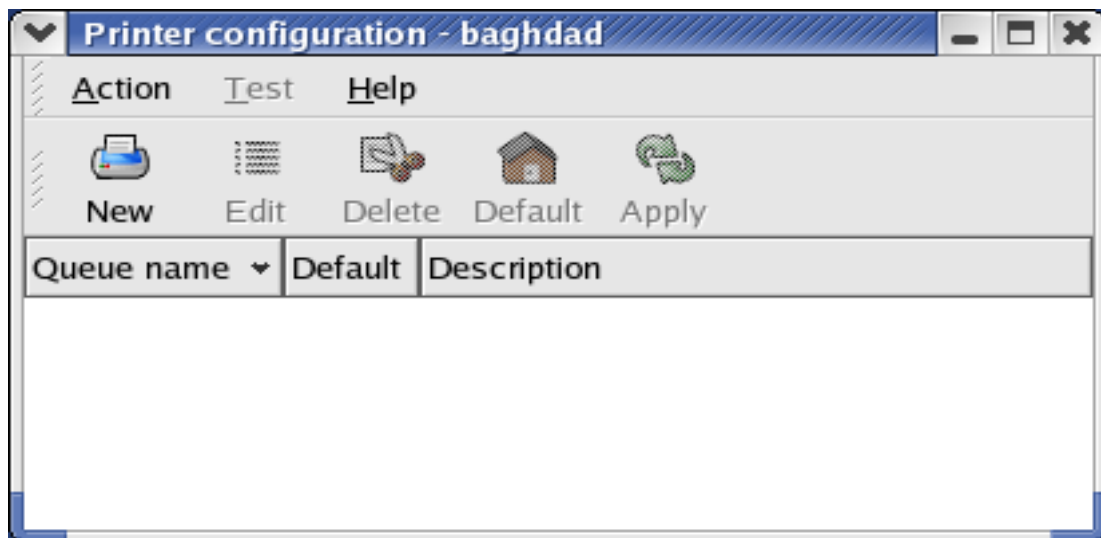 Printer configuration - baghdad
Action Test Help
New Edit Delete Default Apply
Queue name Default Description